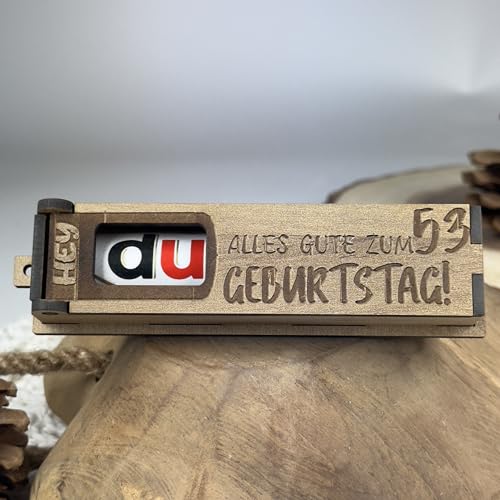 HEY
du
ALLES GUTE ZUM 53
GEBURTSTAG!